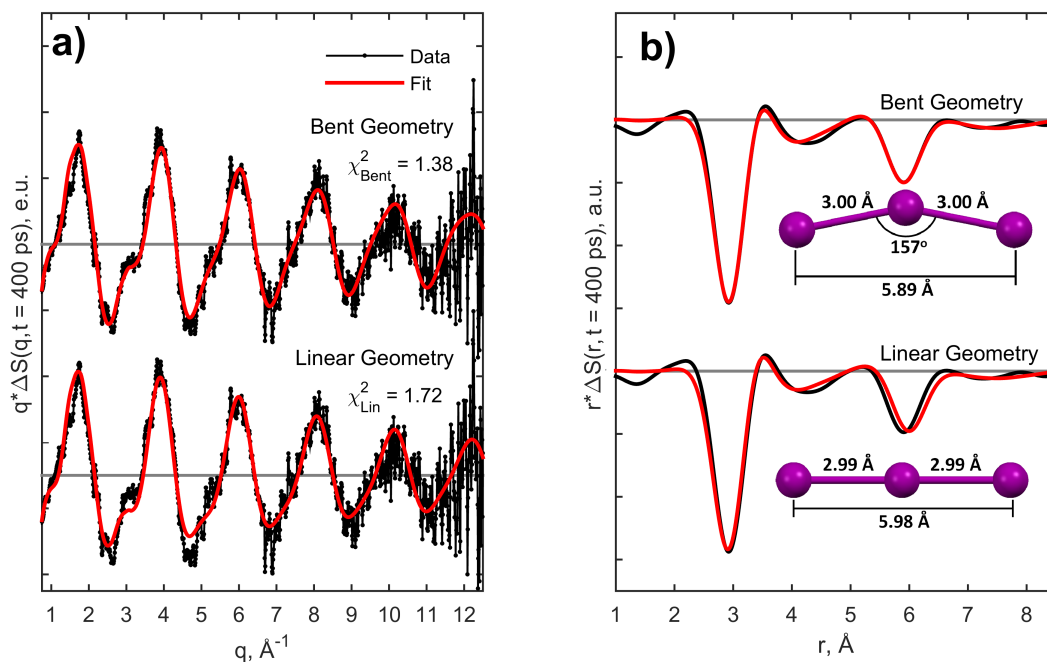 a)
Data
Fit
Bent Geometry
χ²Bent = 1.38
Linear Geometry
χ²Lin = 1.72
q*ΔS(q,t = 400 ps), e.u.
1 2 3 4 5 6 7 8 9 10 11 12
q, Å⁻¹
b)
Bent Geometry
3.00 Å 3.00 Å
157°
5.89 Å
Linear Geometry
2.99 Å 2.99 Å
5.98 Å
r*ΔS(r,t = 400 ps), a.u.
1 2 3 4 5 6 7 8
r, Å